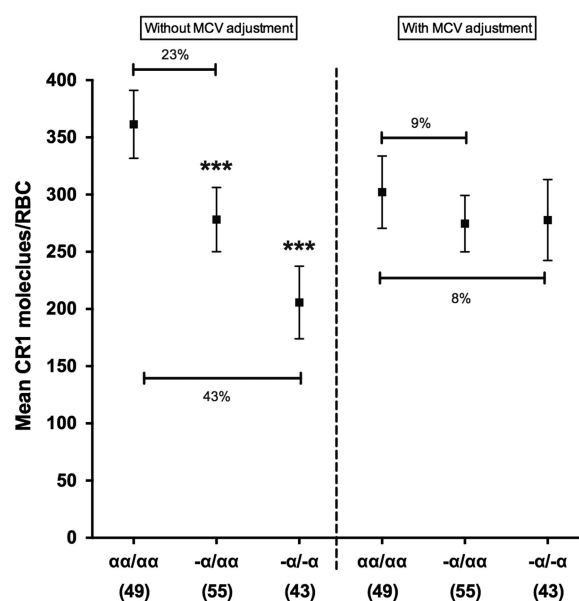 Without MCV adjustment
With MCV adjustment
23%
9%
***
***
8%
43%
Mean CR1 moleclues/RBC
400
350
300
250
200
150
100
50
0
αα/αα
-α/αα
-α/-α
αα/αα
-α/αα
-α/-α
(49)
(55)
(43)
(49)
(55)
(43)